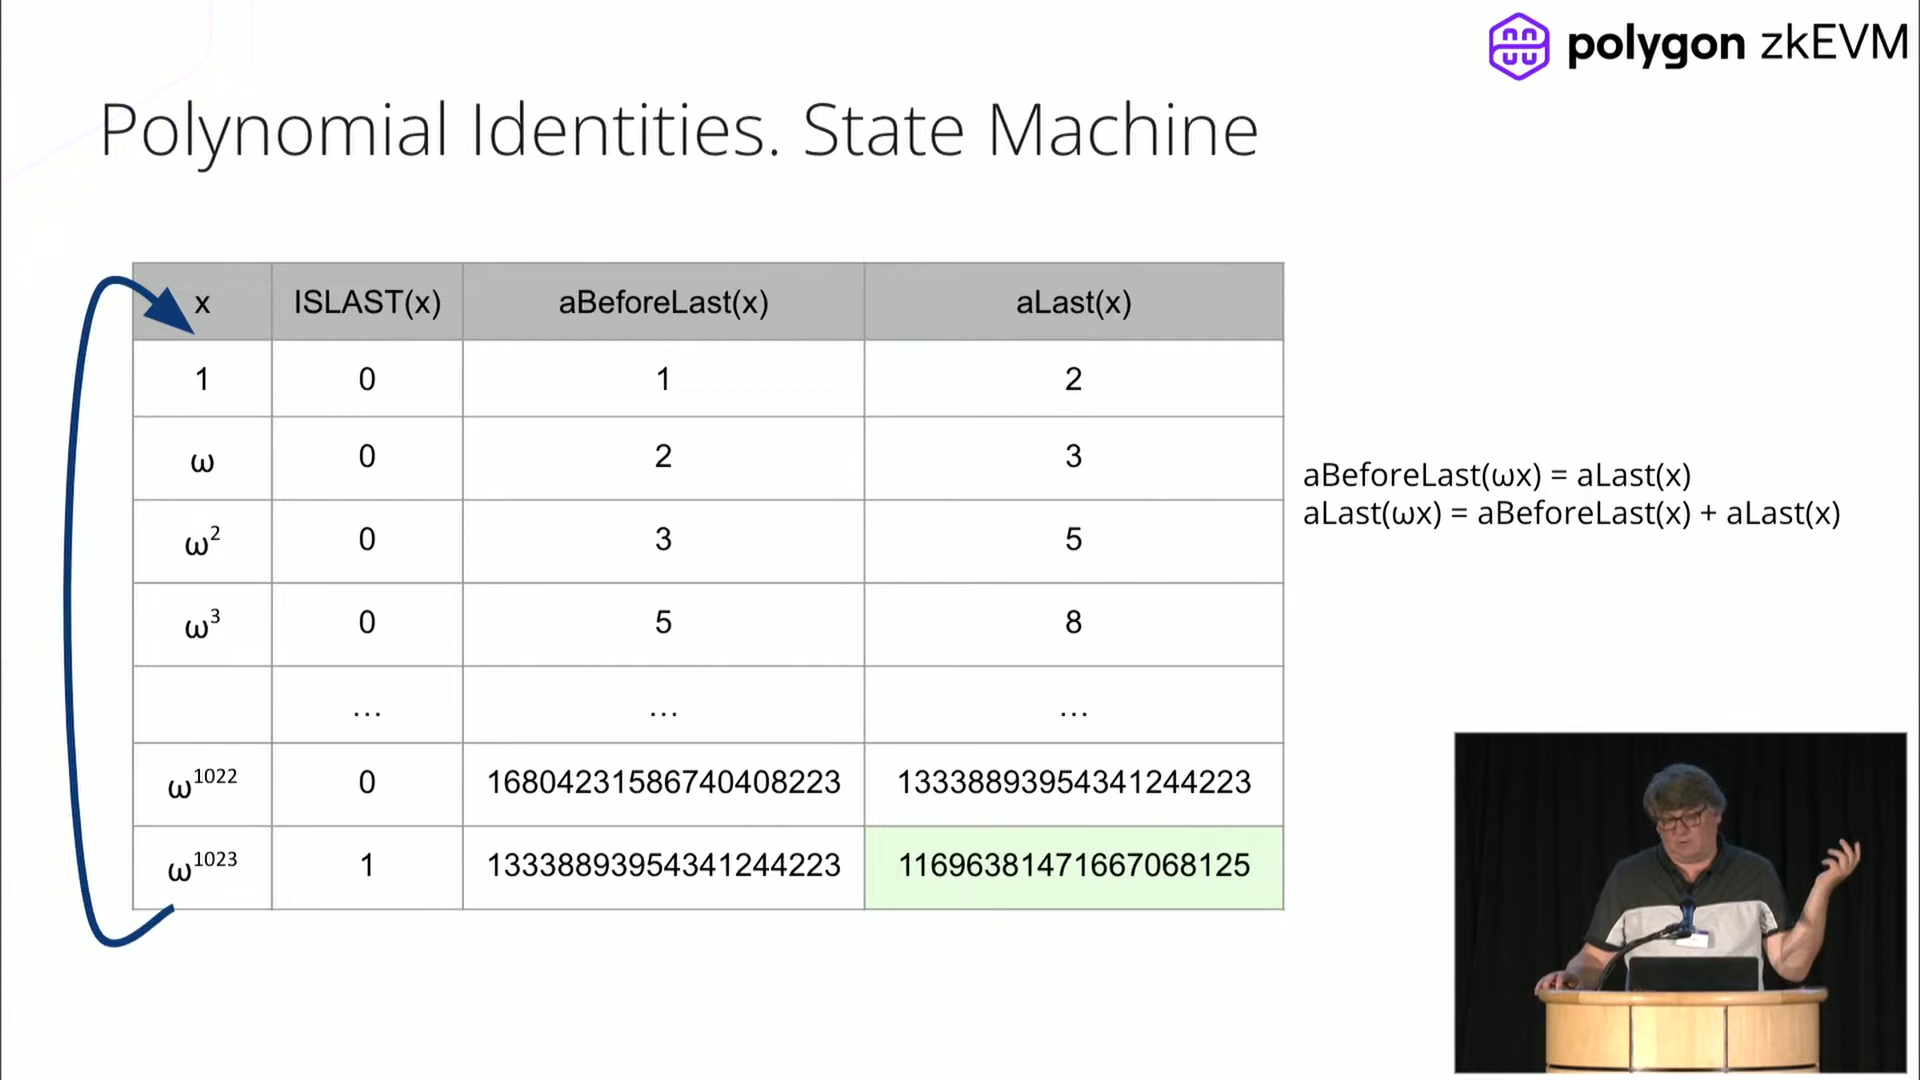 polygon zkEVM
Polynomial Identities. State Machine
x ISLAST(x) aBeforeLast(x) aLast(x)
1 0 1 2
ω 0 2 3
ω² 0 3 5
ω³ 0 5 8
… … …
ω¹⁰²² 0 16804231586740408223 13338893954341244223
ω¹⁰²³ 1 13338893954341244223 11696381471667068125
aBeforeLast(ωx) = aLast(x)
aLast(ωx) = aBeforeLast(x) + aLast(x)